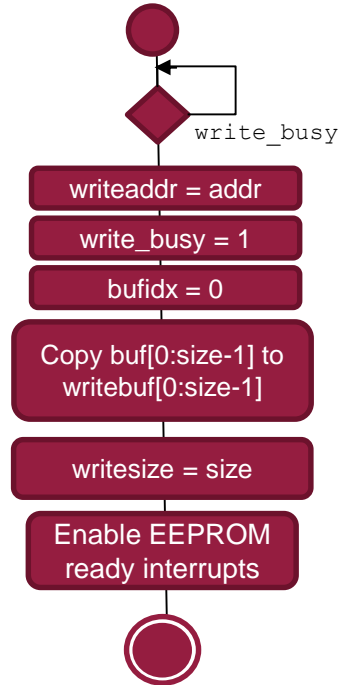 write_busy
writeaddr = addr
write_busy = 1
bufidx = 0
Copy buf[0:size-1] to
writebuf[0:size-1]
writesize = size
Enable EEPROM
ready interrupts